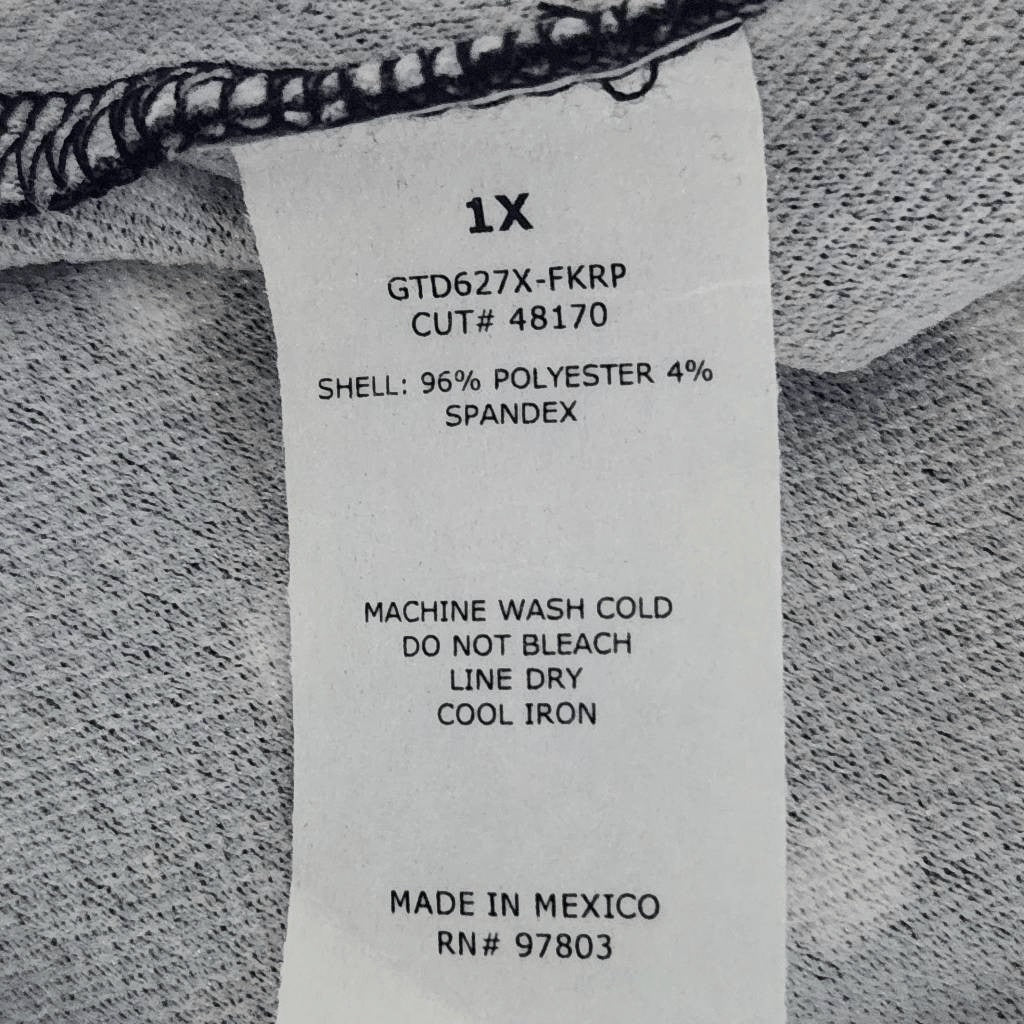 1X
GTD627X-FKRP
CUT# 48170
SHELL: 96% POLYESTER 4%
SPANDEX
MACHINE WASH COLD
DO NOT BLEACH
LINE DRY
COOL IRON
MADE IN MEXICO
RN# 97803